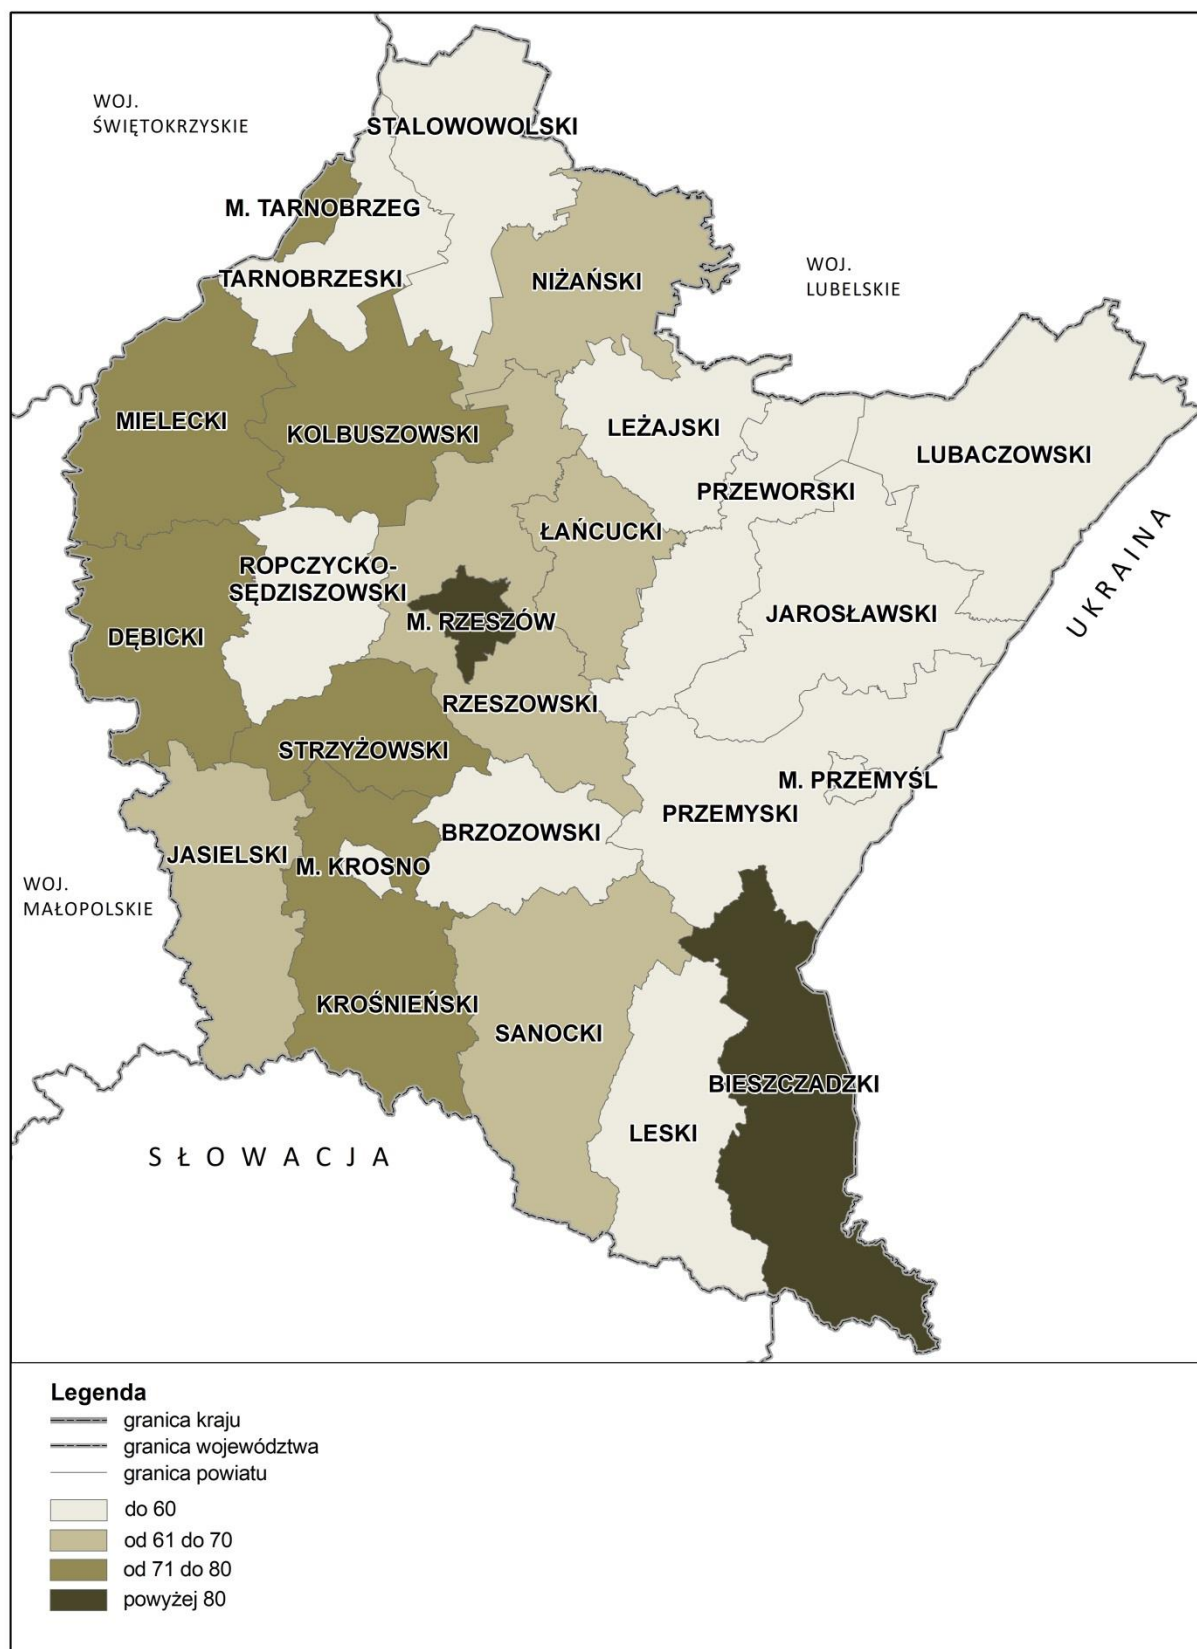 WOJ.
ŚWIĘTOKRZYSKIE
STALOWOWOLSKI
M. TARNOBRZEG
TARNOBRZESKI
NIŻAŃSKI
WOJ.
LUBELSKIE
MIELECKI
KOLBUSZOWSKI
LEŻAJSKI
LUBACZOWSKI
PRZEWORSKI
ŁAŃCUCKI
ROPCZYCKO-
SĘDZISZOWSKI
UKRAINA
M. RZESZÓW
JAROSŁAWSKI
DĘBICKI
RZESZOWSKI
STRZYŻOWSKI
M. PRZEMYŚL
PRZEMYSKI
BRZOZOWSKI
JASIELSKI
M. KROSNO
WOJ.
MAŁOPOLSKIE
KROŚNIEŃSKI
SANOCKI
BIESZCZADZKI
LESKI
SŁOWACJA
Legenda
granica kraju
granica województwa
granica powiatu
do 60
od 61 do 70
od 71 do 80
powyżej 80